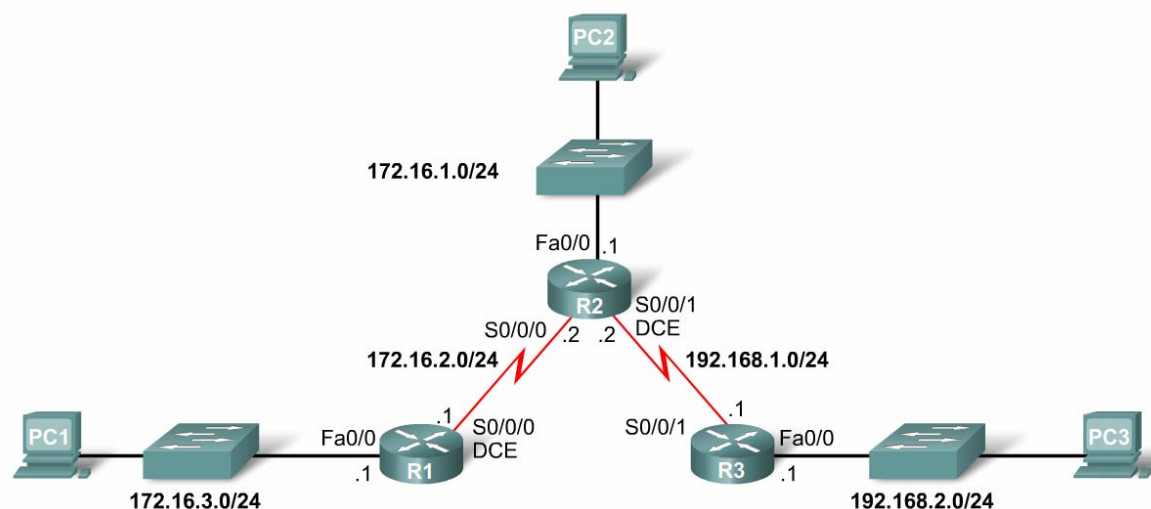 PC2
172.16.1.0/24
Fa0/0 .1
R2
S0/0/1
DCE
S0/0/0
.2 .2
172.16.2.0/24
192.168.1.0/24
.1
S0/0/0
DCE
.1
S0/0/1
PC1
Fa0/0
.1
R1
R3
Fa0/0
.1
PC3
172.16.3.0/24
192.168.2.0/24